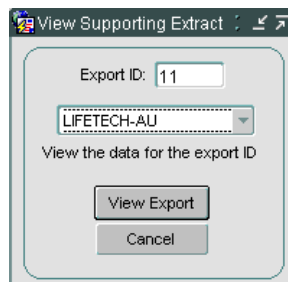 View Supporting Extract
Export ID: 11
LIFETECH-AU
View the data for the export ID
View Export
Cancel